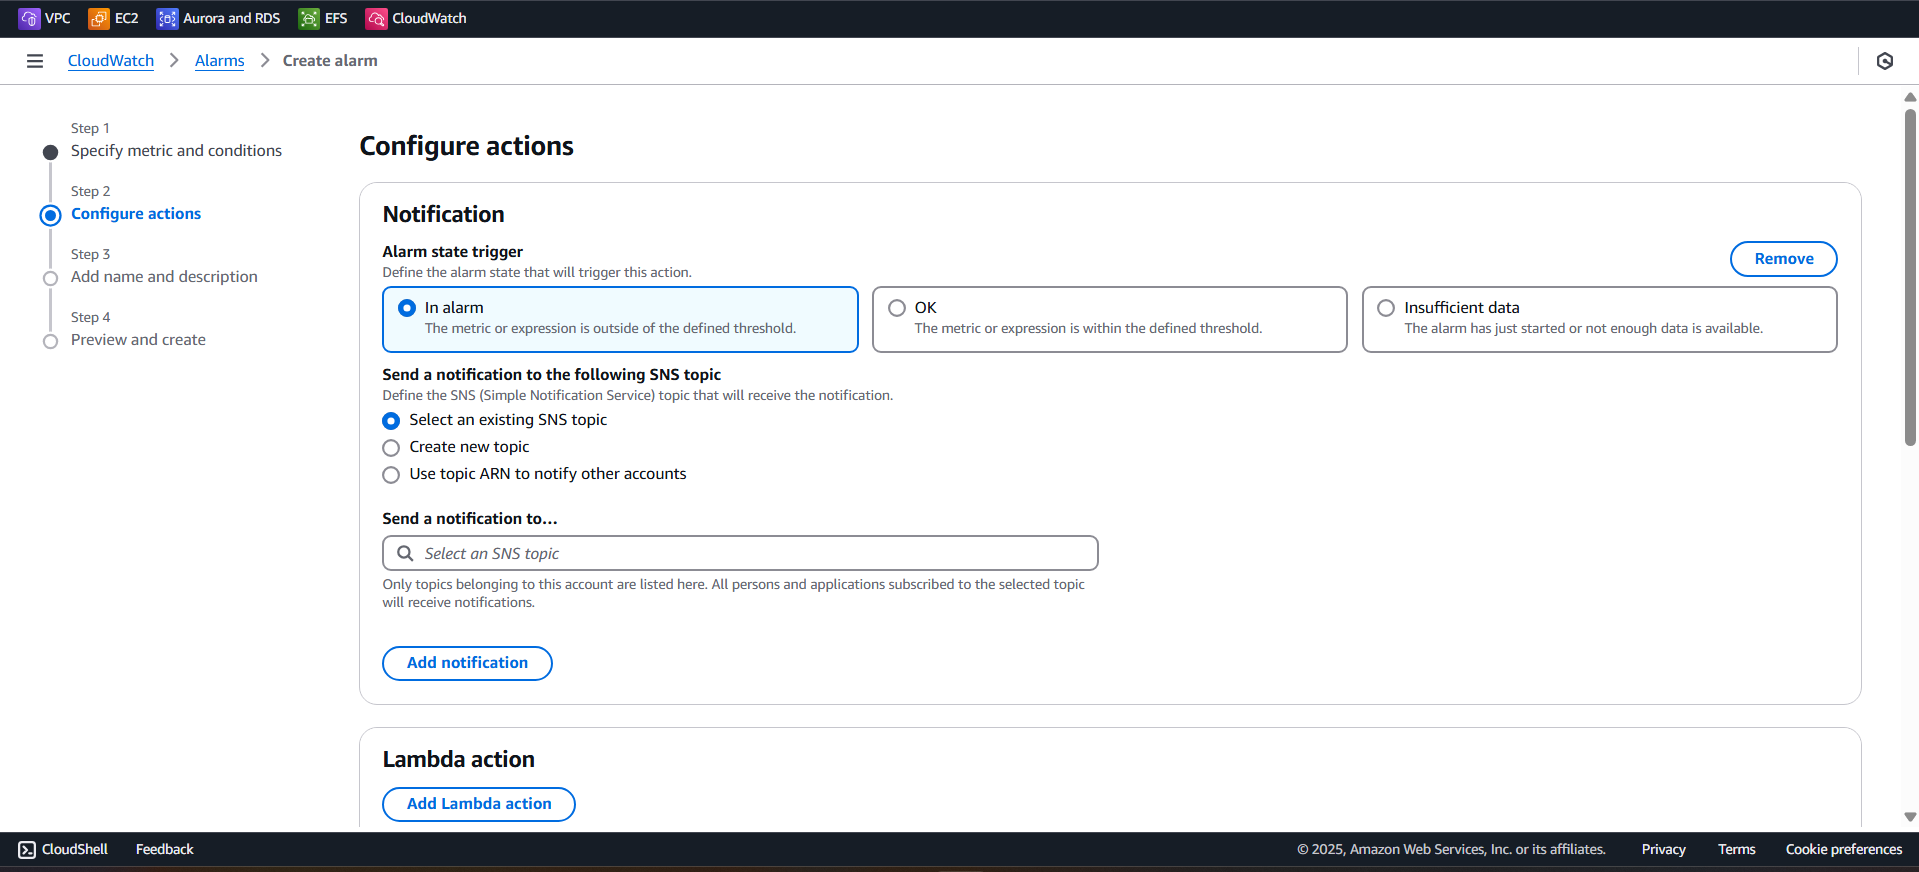 VPC EC2 Aurora and RDS EFS CloudWatch
CloudWatch Alarms Create alarm
Step 1
Specify metric and conditions
Step 2
Configure actions
Step 3
Add name and description
Step 4
Preview and create
Configure actions
Notification
Alarm state trigger
Define the alarm state that will trigger this action.
Remove
In alarm
The metric or expression is outside of the defined threshold.
OK
The metric or expression is within the defined threshold.
Insufficient data
The alarm has just started or not enough data is available.
Send a notification to the following SNS topic
Define the SNS (Simple Notification Service) topic that will receive the notification.
Select an existing SNS topic
Create new topic
Use topic ARN to notify other accounts
Send a notification to…
Select an SNS topic
Only topics belonging to this account are listed here. All persons and applications subscribed to the selected topic
will receive notifications.
Add notification
Lambda action
Add Lambda action
CloudShell Feedback © 2025, Amazon Web Services, Inc. or its affiliates. Privacy Terms Cookie preferences